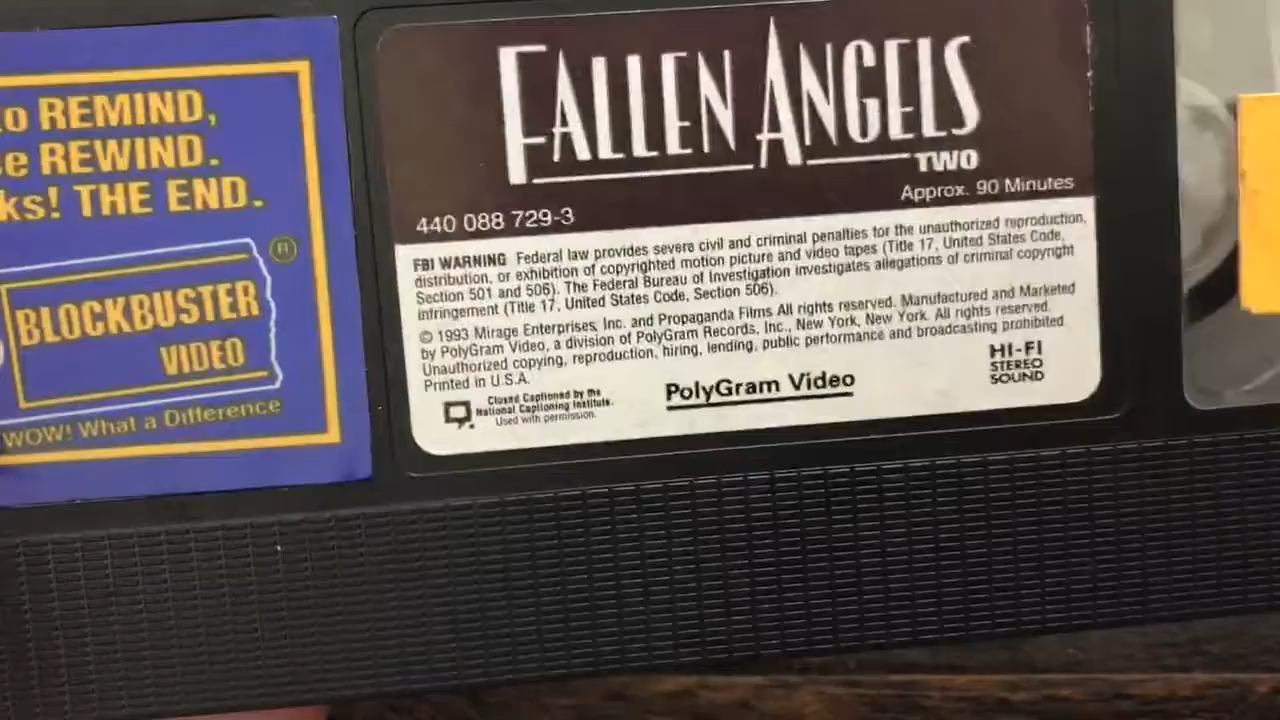 o REMIND,
e REWIND.
ks! THE END.
®
BLOCKBUSTER
VIDEO
WOW! What a Difference
FALLEN ANGELS
TWO
Approx. 90 Minutes
440 088 729-3
FBI WARNING Federal law provides severe civil and criminal penalties for the unauthorized reproduction,
distribution, or exhibition of copyrighted motion picture and video tapes (Title 17, United States Code,
Section 501 and 506). The Federal Bureau of Investigation investigates allegations of criminal copyright
infringement (Title 17, United States Code, Section 506).
© 1993 Mirage Enterprises, Inc. and Propaganda Films All rights reserved. Manufactured and Marketed
by PolyGram Video, a division of PolyGram Records, Inc., New York, New York. All rights reserved.
Unauthorized copying, reproduction, hiring, lending, public performance and broadcasting prohibited
Printed in U.S.A.
Closed Captioned by the
National Captioning Institute.
Used with permission.
PolyGram Video
HI-FI
STEREO
SOUND